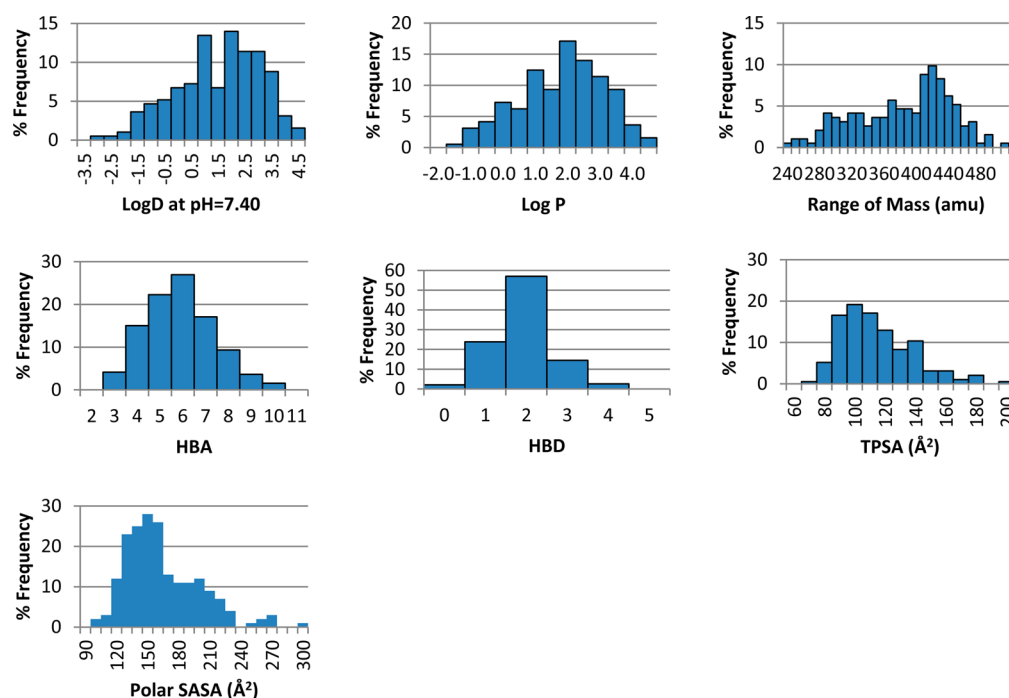 % Frequency
15
10
5
0
-3.5 -2.5 -1.5 -0.5 0.5 1.5 2.5 3.5 4.5
LogD at pH=7.40
% Frequency
20
15
10
5
0
-2.0 -1.0 0.0 1.0 2.0 3.0 4.0
Log P
% Frequency
15
10
5
0
240 280 320 360 400 440 480
Range of Mass (amu)
% Frequency
30
20
10
0
2 3 4 5 6 7 8 9 10 11
HBA
% Frequency
60
50
40
30
20
10
0
0 1 2 3 4 5
HBD
% Frequency
30
20
10
0
60 80 100 120 140 160 180 200
TPSA (Å²)
% Frequency
30
20
10
0
90 120 150 180 210 240 270 300
Polar SASA (Å²)